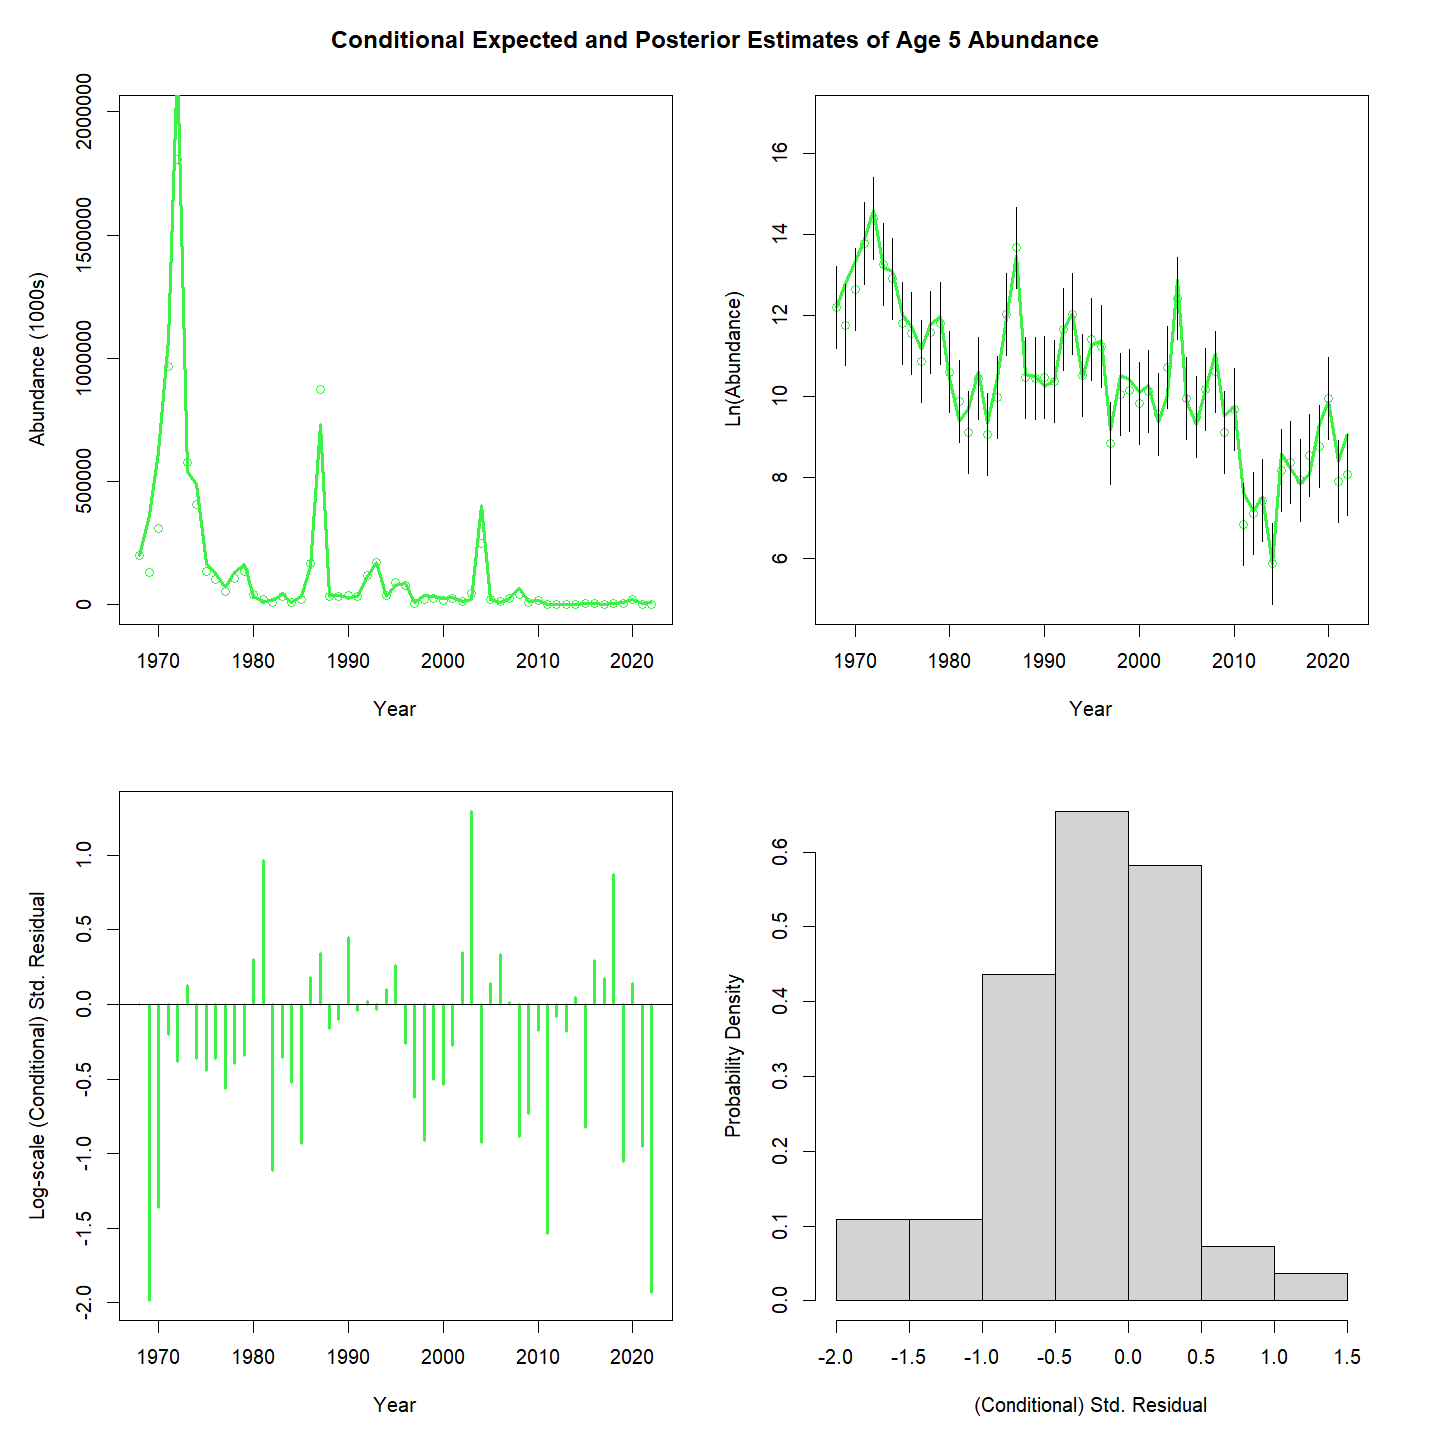 Conditional Expected and Posterior Estimates of Age 5 Abundance
Abundance (1000s)
0
500000
1000000
1500000
2000000
1970 1980 1990 2000 2010 2020
Year
Ln(Abundance)
6
8
10
12
14
16
1970 1980 1990 2000 2010 2020
Year
Log-scale (Conditional) Std. Residual
-2.0
-1.5
-1.0
-0.5
0.0
0.5
1.0
1970 1980 1990 2000 2010 2020
Year
Probability Density
0.0
0.1
0.2
0.3
0.4
0.5
0.6
-2.0 -1.5 -1.0 -0.5 0.0 0.5 1.0 1.5
(Conditional) Std. Residual